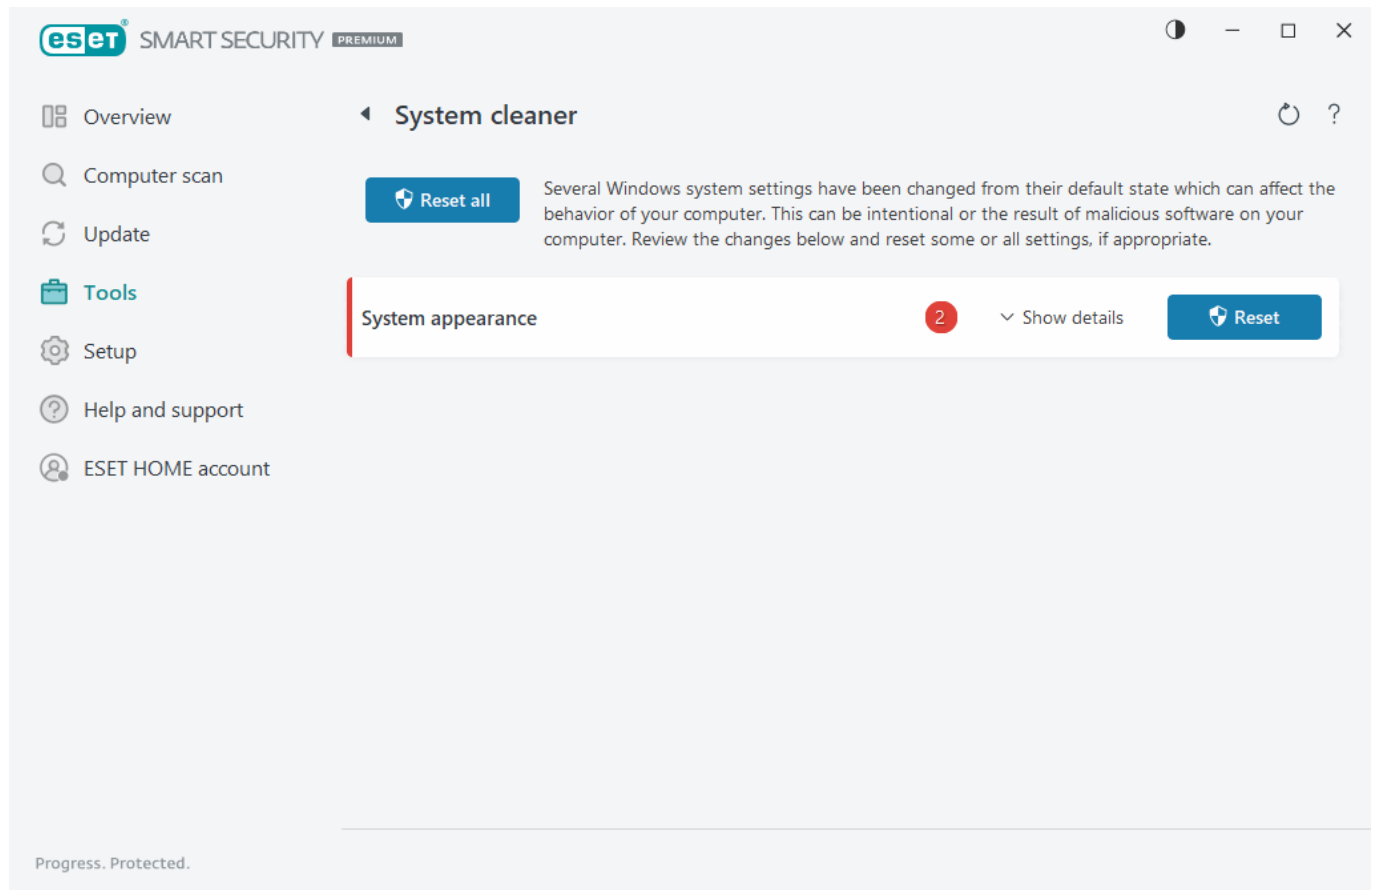 eset® SMART SECURITY PREMIUM
Overview
Computer scan
Update
Tools
Setup
Help and support
ESET HOME account
System cleaner
?
Reset all
Several Windows system settings have been changed from their default state which can affect the
behavior of your computer. This can be intentional or the result of malicious software on your
computer. Review the changes below and reset some or all settings, if appropriate.
System appearance
2
Show details
Reset
Progress. Protected.